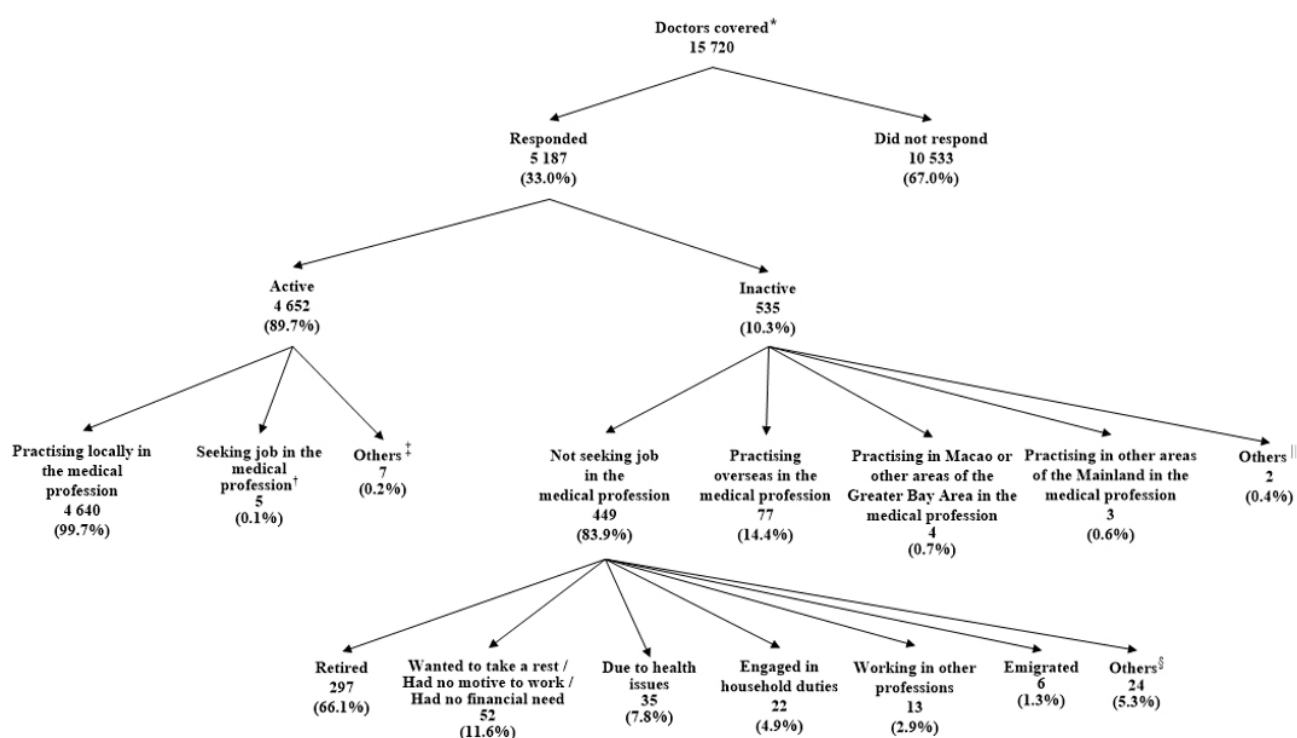 Doctors covered*
15 720
Responded
5 187
(33.0%)
Did not respond
10 533
(67.0%)
Active
4 652
(89.7%)
Inactive
535
(10.3%)
Practising locally in
the medical
profession
4 640
(99.7%)
Seeking job in the
medical
profession†
5
(0.1%)
Others‡
7
(0.2%)
Not seeking job
in the
medical profession
449
(83.9%)
Practising
overseas in the
medical profession
77
(14.4%)
Practising in Macao or
other areas of the
Greater Bay Area in the
medical profession
4
(0.7%)
Practising in other areas
of the Mainland in the
medical profession
3
(0.6%)
Others||
2
(0.4%)
Retired
297
(66.1%)
Wanted to take a rest /
Had no motive to work /
Had no financial need
52
(11.6%)
Due to health
issues
35
(7.8%)
Engaged in
household duties
22
(4.9%)
Working in other
professions
13
(2.9%)
Emigrated
6
(1.3%)
Others§
24
(5.3%)